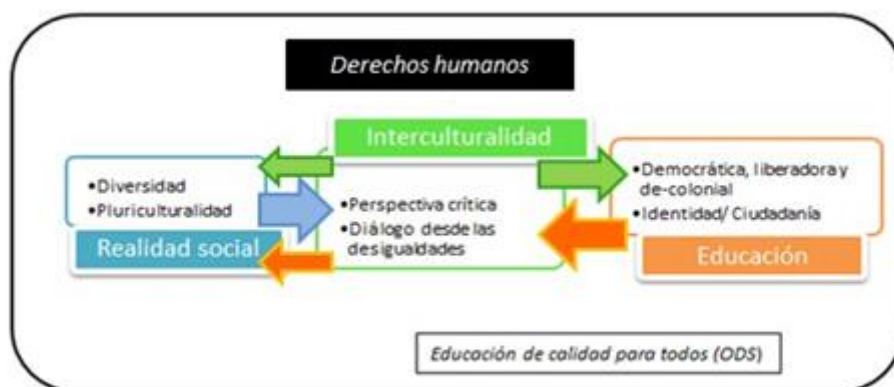 Derechos humanos
Interculturalidad
•Diversidad
•Pluriculturalidad
Realidad social
•Perspectiva crítica
•Diálogo desde las
desigualdades
•Democrática, liberadora y
de-colonial
•Identidad/ Ciudadanía
Educación
Educación de calidad para todos (ODS)